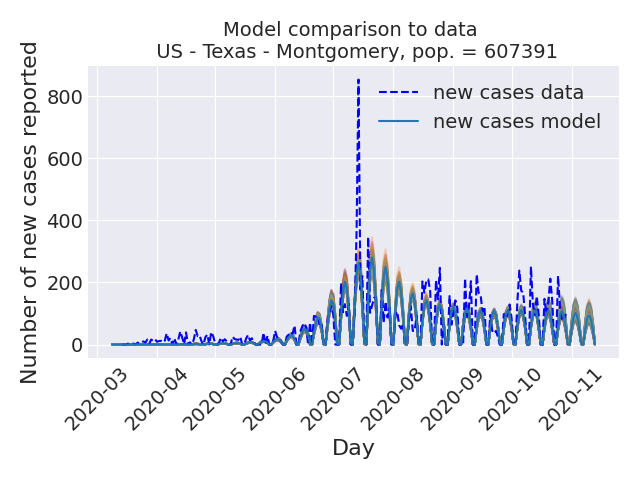 Model comparison to data
US - Texas - Montgomery, pop. = 607391
Number of new cases reported
800
600
400
200
0
new cases data
new cases model
2020-03
2020-04
2020-05
2020-06
2020-07
2020-08
2020-09
2020-10
2020-11
Day